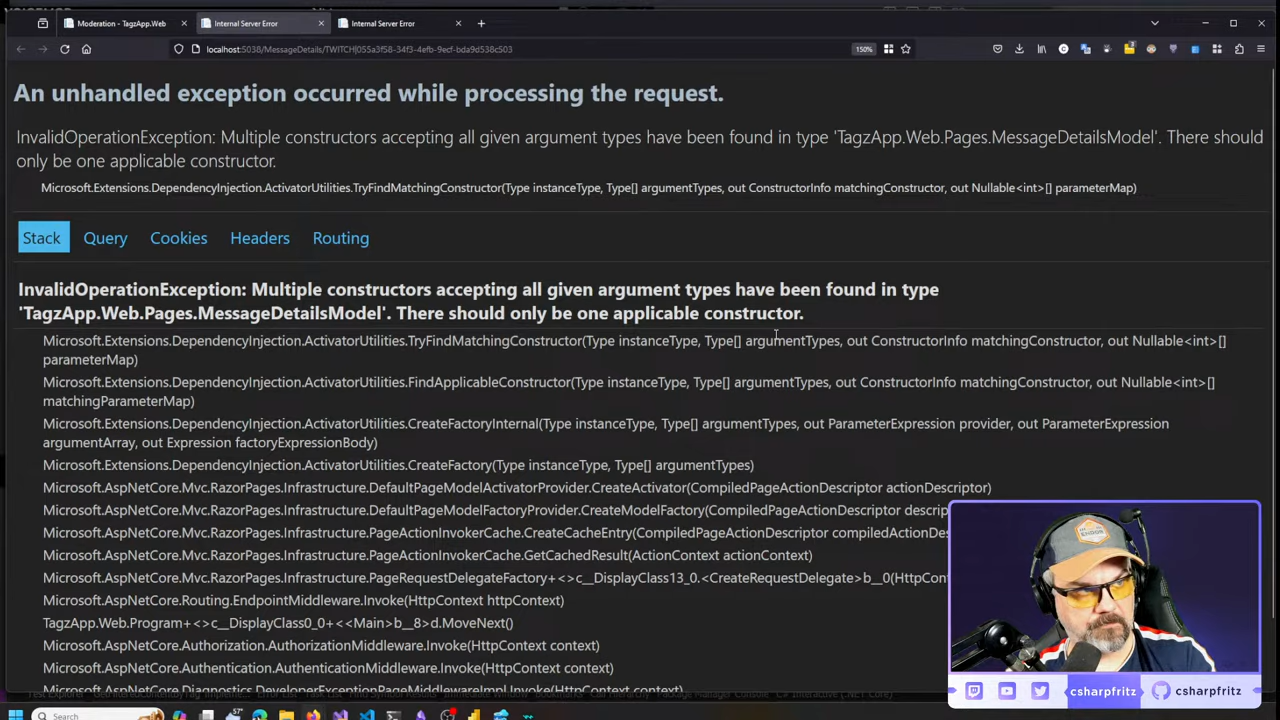 Moderation - TagzApp.Web
Internal Server Error
Internal Server Error
localhost:5038/MessageDetails/TWITCH|055a3f58-34f3-4efb-9ecf-bda9d538c503
150%
An unhandled exception occurred while processing the request.
InvalidOperationException: Multiple constructors accepting all given argument types have been found in type 'TagzApp.Web.Pages.MessageDetailsModel'. There should
only be one applicable constructor.
Microsoft.Extensions.DependencyInjection.ActivatorUtilities.TryFindMatchingConstructor(Type instanceType, Type[] argumentTypes, out ConstructorInfo matchingConstructor, out Nullable<int>[] parameterMap)
Stack Query Cookies Headers Routing
InvalidOperationException: Multiple constructors accepting all given argument types have been found in type
'TagzApp.Web.Pages.MessageDetailsModel'. There should only be one applicable constructor.
Microsoft.Extensions.DependencyInjection.ActivatorUtilities.TryFindMatchingConstructor(Type instanceType, Type[] argumentTypes, out ConstructorInfo matchingConstructor, out Nullable<int>[]
parameterMap)
Microsoft.Extensions.DependencyInjection.ActivatorUtilities.FindApplicableConstructor(Type instanceType, Type[] argumentTypes, out ConstructorInfo matchingConstructor, out Nullable<int>[]
matchingParameterMap)
Microsoft.Extensions.DependencyInjection.ActivatorUtilities.CreateFactoryInternal(Type instanceType, Type[] argumentTypes, out ParameterExpression provider, out ParameterExpression
argumentArray, out Expression factoryExpressionBody)
Microsoft.Extensions.DependencyInjection.ActivatorUtilities.CreateFactory(Type instanceType, Type[] argumentTypes)
Microsoft.AspNetCore.Mvc.RazorPages.Infrastructure.DefaultPageModelActivatorProvider.CreateActivator(CompiledPageActionDescriptor actionDescriptor)
Microsoft.AspNetCore.Mvc.RazorPages.Infrastructure.DefaultPageModelFactoryProvider.CreateModelFactory(CompiledPageActionDescriptor descrip
Microsoft.AspNetCore.Mvc.RazorPages.Infrastructure.PageActionInvokerCache.CreateCacheEntry(CompiledPageActionDescriptor compiledActionDes
Microsoft.AspNetCore.Mvc.RazorPages.Infrastructure.PageActionInvokerCache.GetCachedResult(ActionContext actionContext)
Microsoft.AspNetCore.Mvc.RazorPages.Infrastructure.PageRequestDelegateFactory+<>c__DisplayClass13_0.<CreateRequestDelegate>b__0(HttpCont
Microsoft.AspNetCore.Routing.EndpointMiddleware.Invoke(HttpContext httpContext)
TagzApp.Web.Program+<>c__DisplayClass0_0+<<Main>b__8>d.MoveNext()
Microsoft.AspNetCore.Authorization.AuthorizationMiddleware.Invoke(HttpContext context)
Microsoft.AspNetCore.Authentication.AuthenticationMiddleware.Invoke(HttpContext context)
Microsoft.AspNetCore.Diagnostics.DeveloperExceptionPageMiddlewareImpl.Invoke(HttpContext context)
csharpfritz csharpfritz
Search